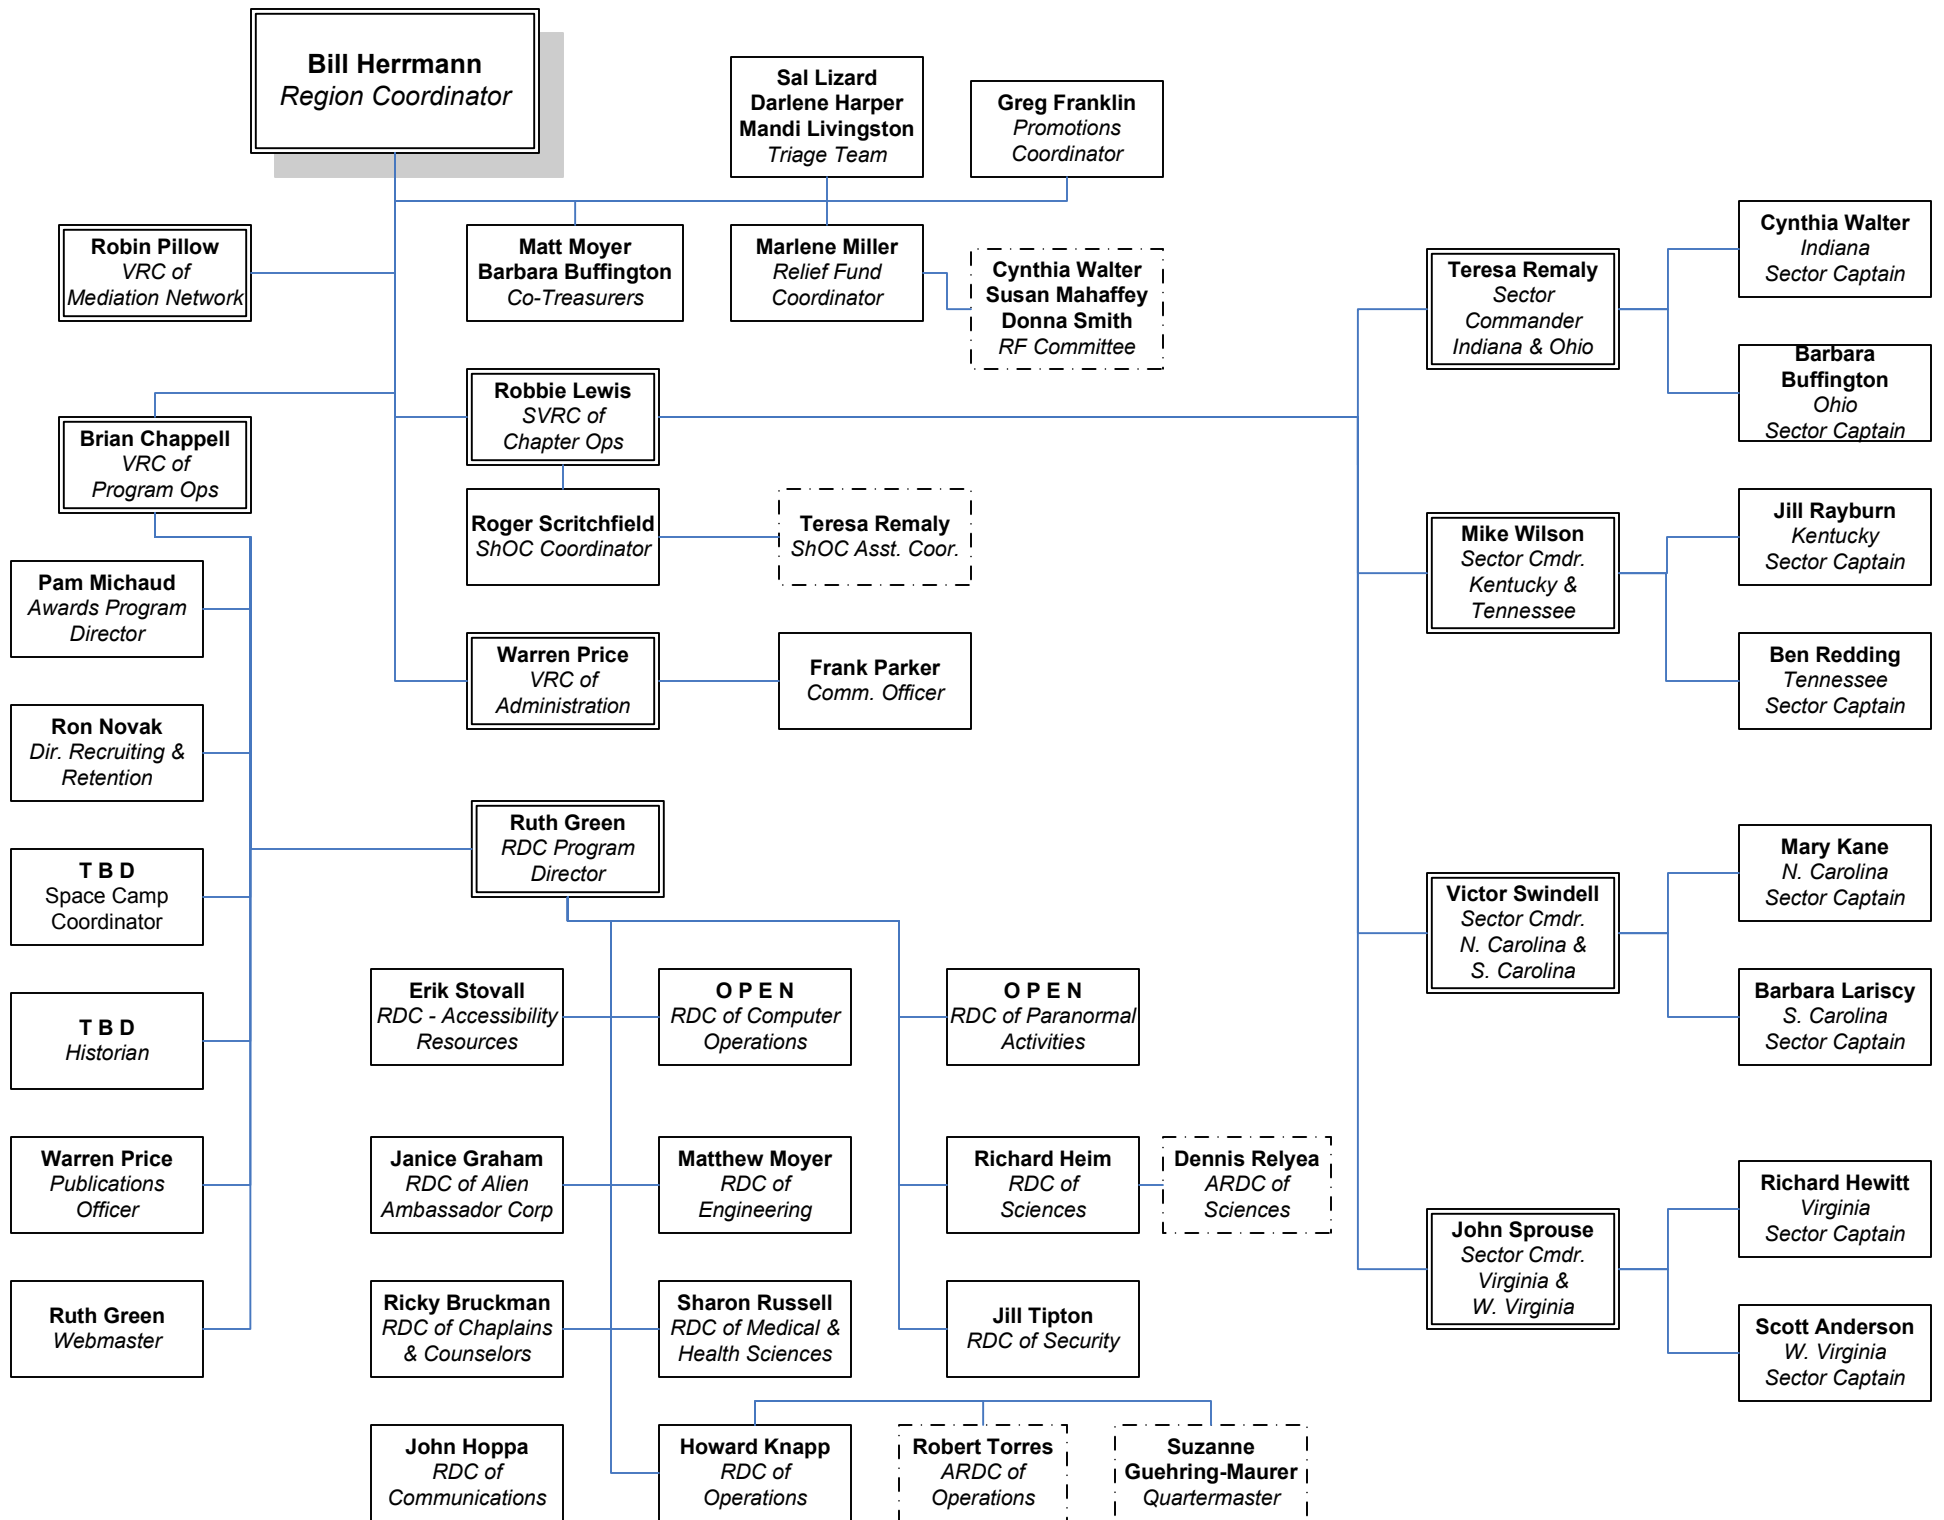 Bill Herrmann
Region Coordinator
Sal Lizard
Darlene Harper
Mandi Livingston
Triage Team
Greg Franklin
Promotions
Coordinator
Robin Pillow
VRC of
Mediation Network
Matt Moyer
Barbara Buffington
Co-Treasurers
Marlene Miller
Relief Fund
Coordinator
Cynthia Walter
Susan Mahaffey
Donna Smith
RF Committee
Teresa Remaly
Sector
Commander
Indiana & Ohio
Cynthia Walter
Indiana
Sector Captain
Barbara
Buffington
Ohio
Sector Captain
Brian Chappell
VRC of
Program Ops
Robbie Lewis
SVRC of
Chapter Ops
Roger Scritchfield
ShOC Coordinator
Teresa Remaly
ShOC Asst. Coor.
Mike Wilson
Sector Cmdr.
Kentucky &
Tennessee
Jill Rayburn
Kentucky
Sector Captain
Ben Redding
Tennessee
Sector Captain
Pam Michaud
Awards Program
Director
Warren Price
VRC of
Administration
Frank Parker
Comm. Officer
Ron Novak
Dir. Recruiting &
Retention
T B D
Space Camp
Coordinator
T B D
Historian
Warren Price
Publications
Officer
Ruth Green
Webmaster
Ruth Green
RDC Program
Director
Erik Stovall
RDC - Accessibility
Resources
O P E N
RDC of Computer
Operations
O P E N
RDC of Paranormal
Activities
Janice Graham
RDC of Alien
Ambassador Corp
Matthew Moyer
RDC of
Engineering
Richard Heim
RDC of
Sciences
Dennis Relyea
ARDC of
Sciences
Ricky Bruckman
RDC of Chaplains
& Counselors
Sharon Russell
RDC of Medical &
Health Sciences
Jill Tipton
RDC of Security
John Hoppa
RDC of
Communications
Howard Knapp
RDC of
Operations
Robert Torres
ARDC of
Operations
Suzanne
Guehring-Maurer
Quartermaster
Victor Swindell
Sector Cmdr.
N. Carolina &
S. Carolina
Mary Kane
N. Carolina
Sector Captain
Barbara Lariscy
S. Carolina
Sector Captain
John Sprouse
Sector Cmdr.
Virginia &
W. Virginia
Richard Hewitt
Virginia
Sector Captain
Scott Anderson
W. Virginia
Sector Captain